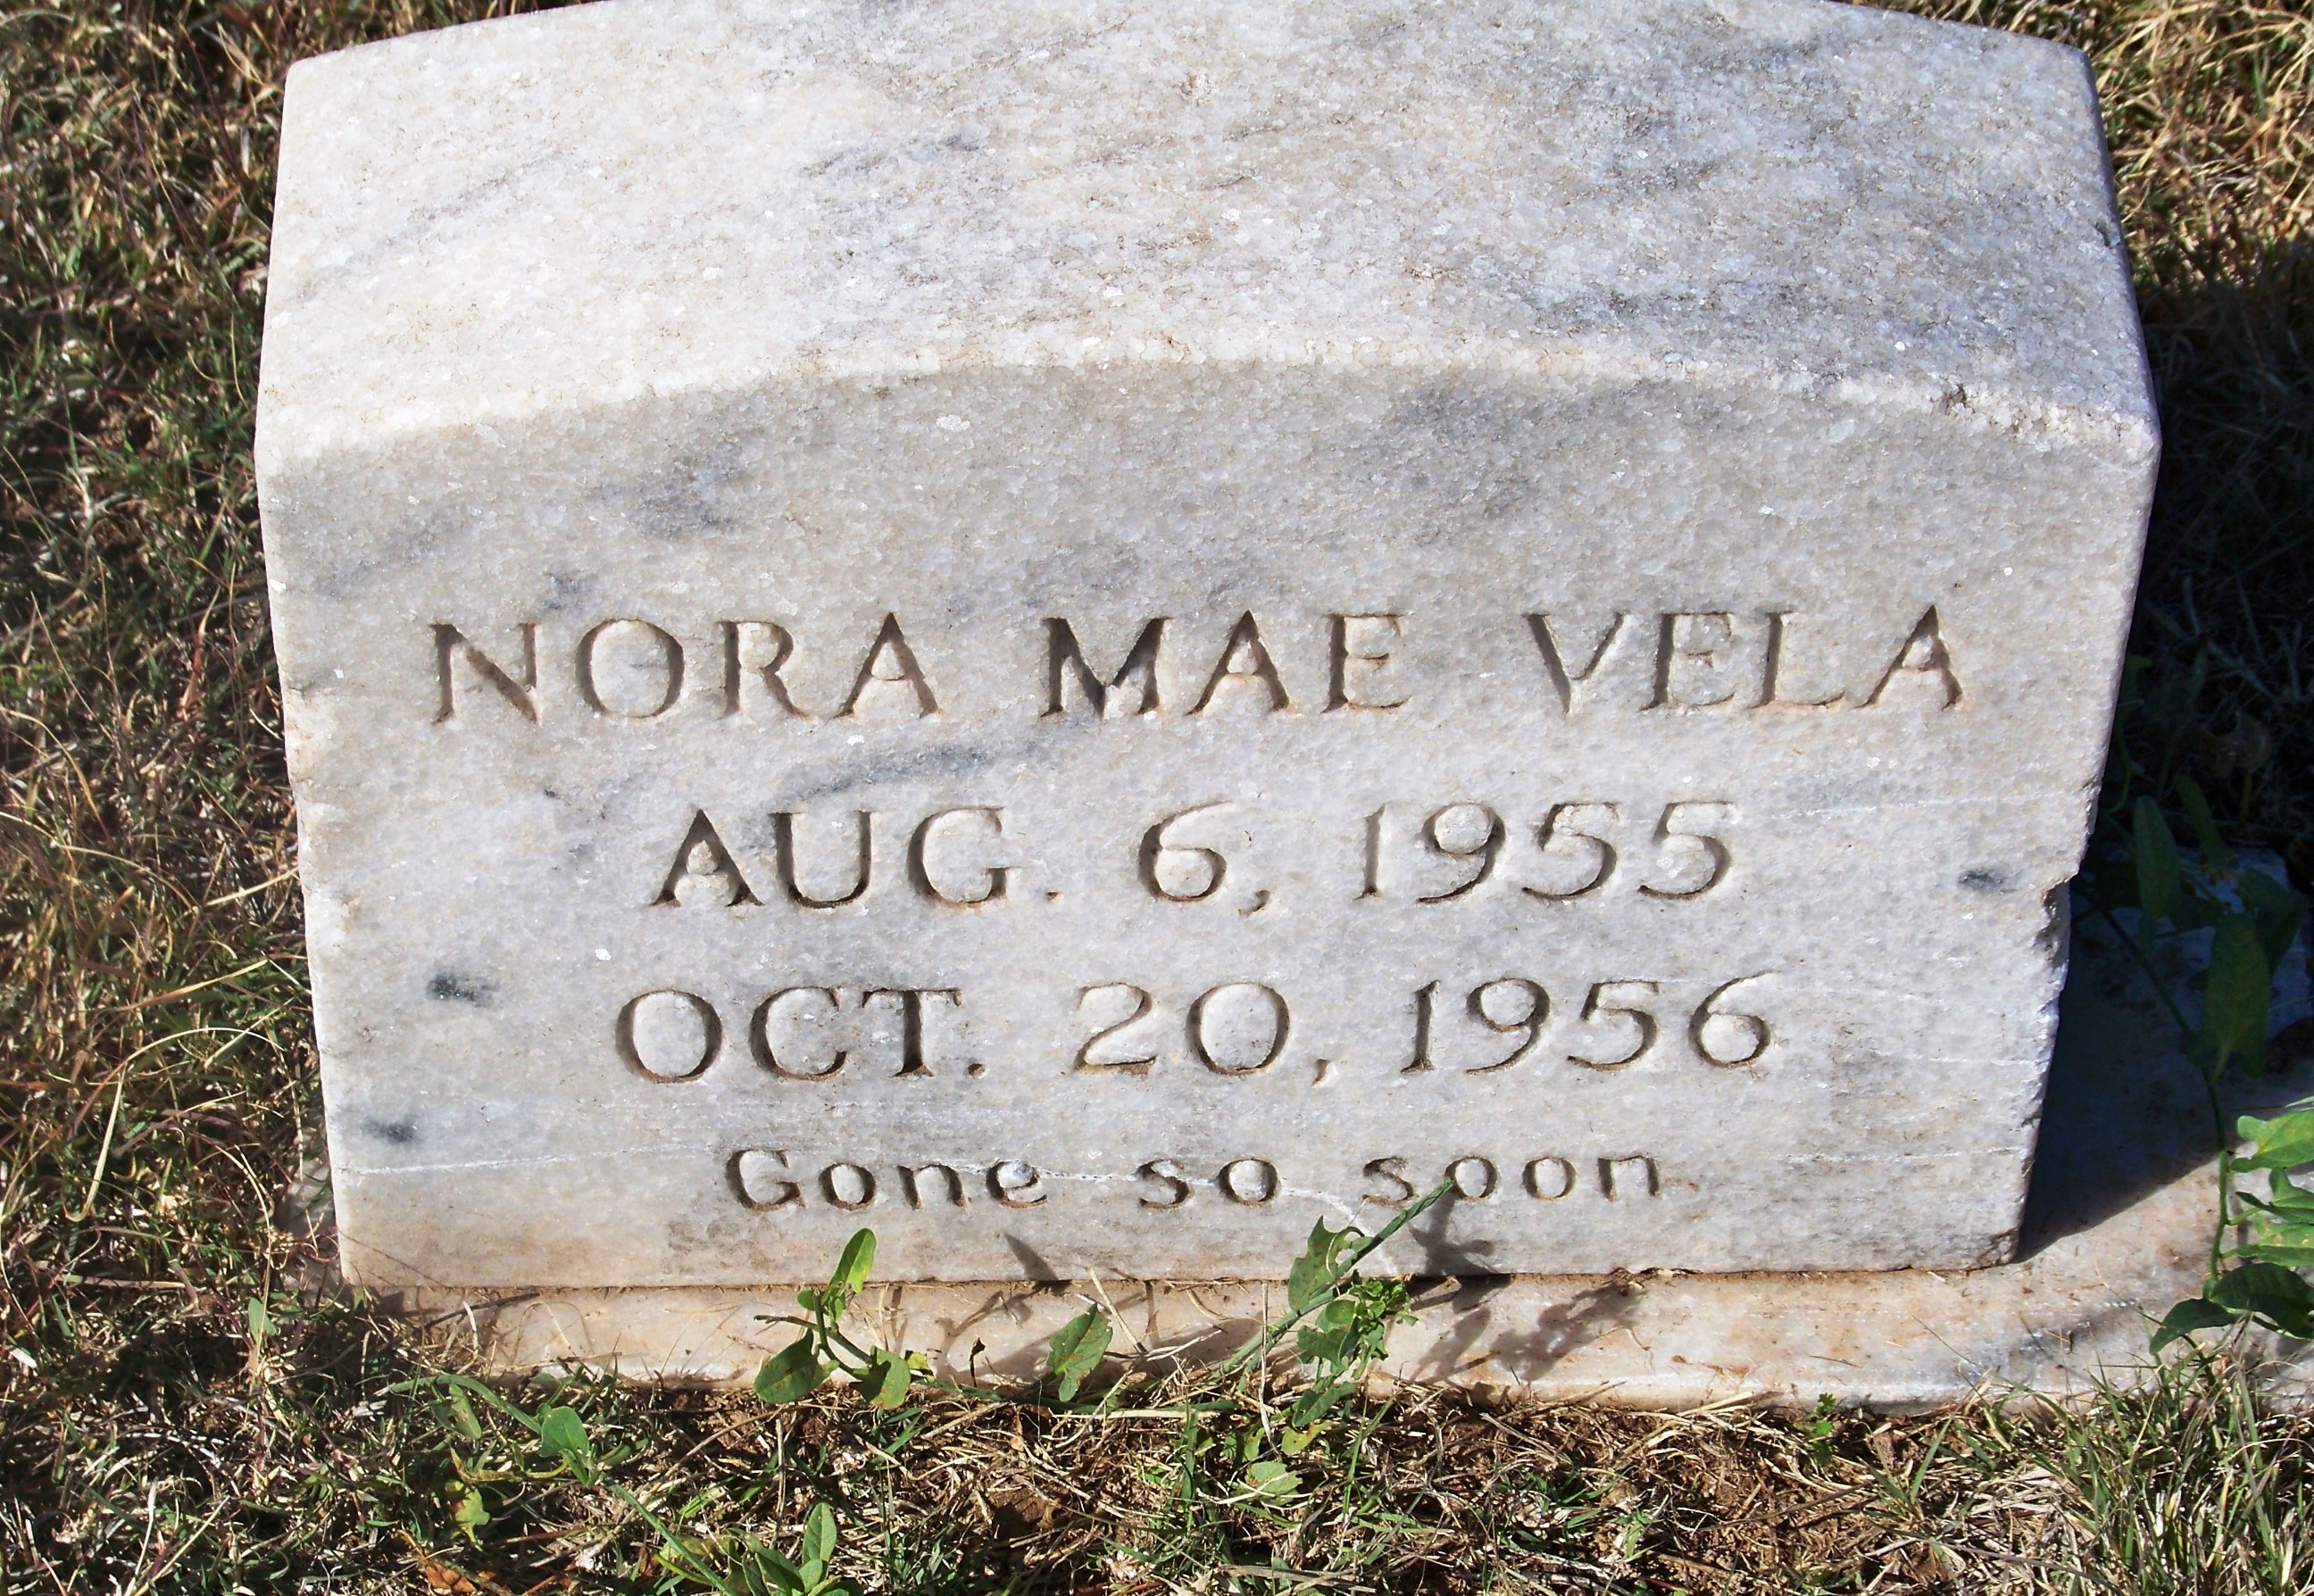 NORA MAE VELA
AUG. 6, 1955
OCT. 20, 1956
Gone so soon